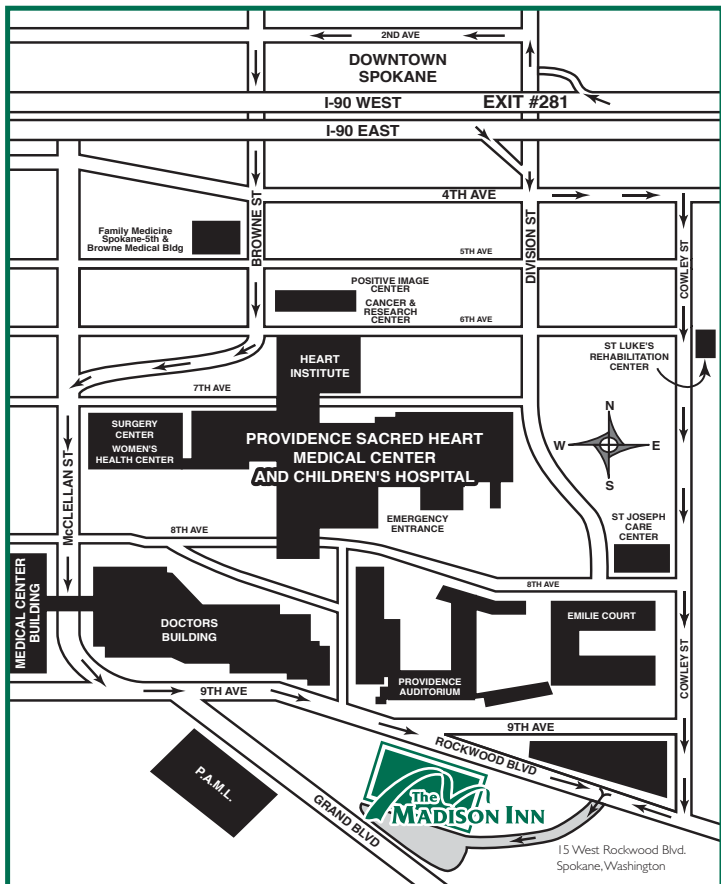 2ND AVE
DOWNTOWN
SPOKANE
I-90 WEST
EXIT #281
I-90 EAST
4TH AVE
BROWNE ST
DIVISION ST
COWLEY ST
Family Medicine
Spokane-5th &
Browne Medical Bldg
5TH AVE
POSITIVE IMAGE
CENTER
CANCER &
RESEARCH
CENTER
6TH AVE
ST LUKE'S
REHABILITATION
CENTER
HEART
INSTITUTE
7TH AVE
N
W
E
S
SURGERY
CENTER
WOMEN'S
HEALTH CENTER
PROVIDENCE SACRED HEART
MEDICAL CENTER
AND CHILDREN'S HOSPITAL
McCLELLAN ST
EMERGENCY
ENTRANCE
ST JOSEPH
CARE
CENTER
8TH AVE
8TH AVE
MEDICAL CENTER
BUILDING
DOCTORS
BUILDING
EMILIE COURT
PROVIDENCE
AUDITORIUM
COWLEY ST
9TH AVE
9TH AVE
ROCKWOOD BLVD
P.A.M.L.
GRAND BLVD
The
MADISON INN
15 West Rockwood Blvd.
Spokane, Washington